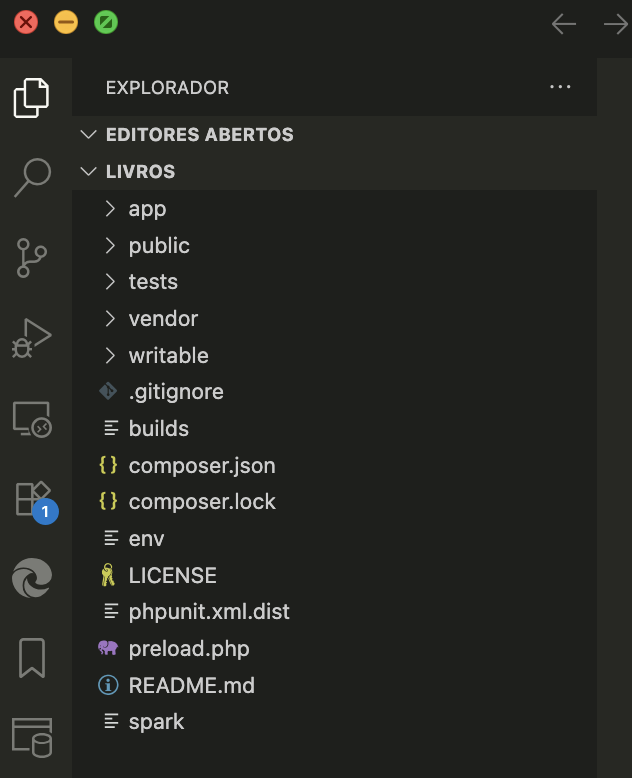 EXPLORADOR
EDITORES ABERTOS
LIVROS
app
public
tests
vendor
writable
.gitignore
builds
{} composer.json
{} composer.lock
env
LICENSE
phpunit.xml.dist
preload.php
README.md
spark
1